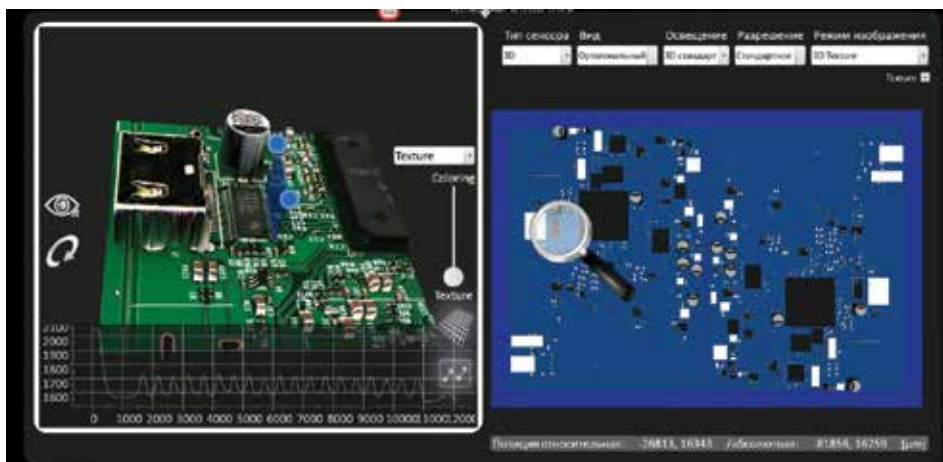 Тип сенсора Вид Освещение Разрешение Режим изображения
3D Ортогональный 3D стандарт Стандартное 3D Texture
Texture
Texture
Coloring
Texture
2100
2000
1900
1800
1700
1600
0 1000 2000 3000 4000 5000 6000 7000 8000 9000 10000 11000 12000
Позиция относительная: -26813, 16343 /абсолютная: 81856, 16759 [µm]